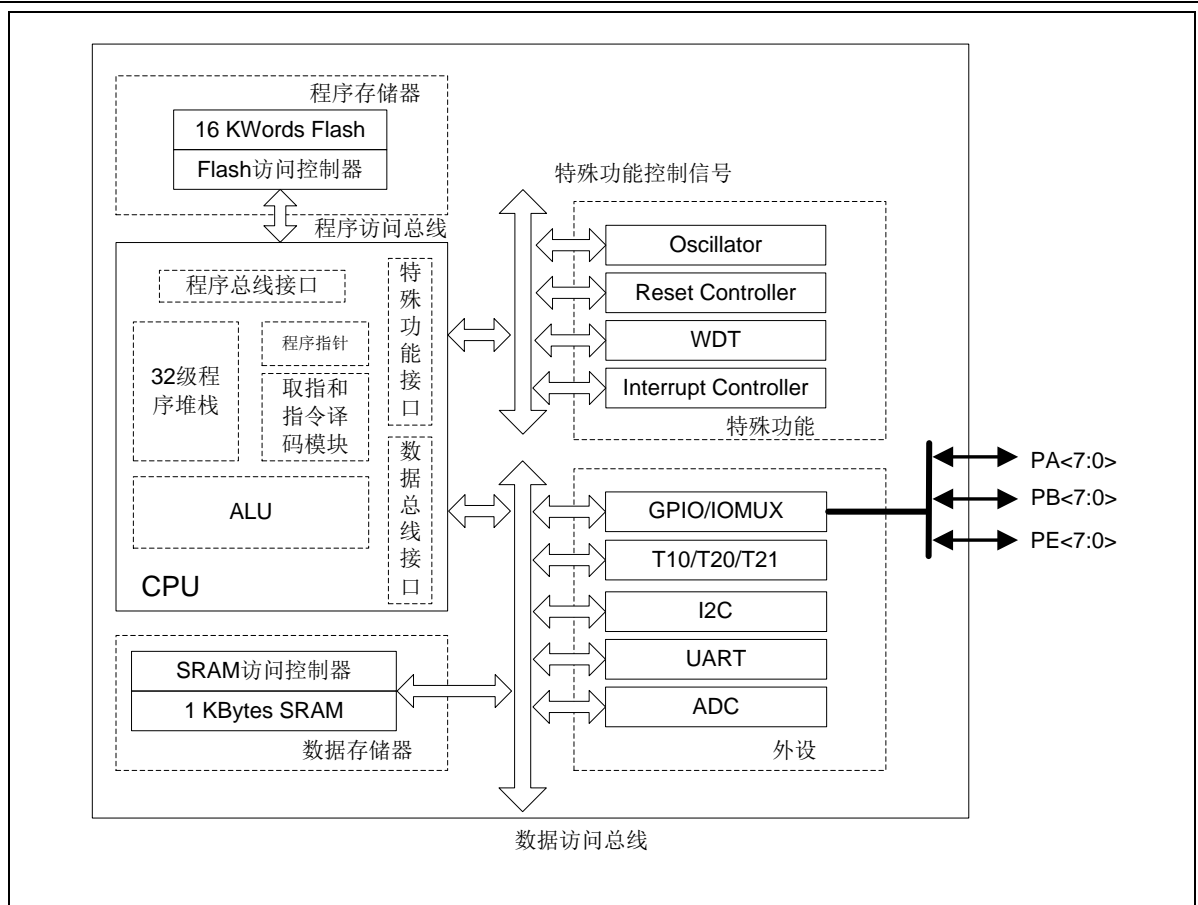 程序存储器
16 KWords Flash
Flash访问控制器
程序访问总线
程序总线接口
特
殊
功
能
接
口
32级程
序堆栈
程序指针
取指和
指令译
码模块
ALU
数
据
总
线
接
口
CPU
SRAM访问控制器
1 KBytes SRAM
数据存储器
特殊功能控制信号
Oscillator
Reset Controller
WDT
Interrupt Controller
特殊功能
GPIO/IOMUX
T10/T20/T21
I2C
UART
ADC
外设
PA<7:0>
PB<7:0>
PE<7:0>
数据访问总线